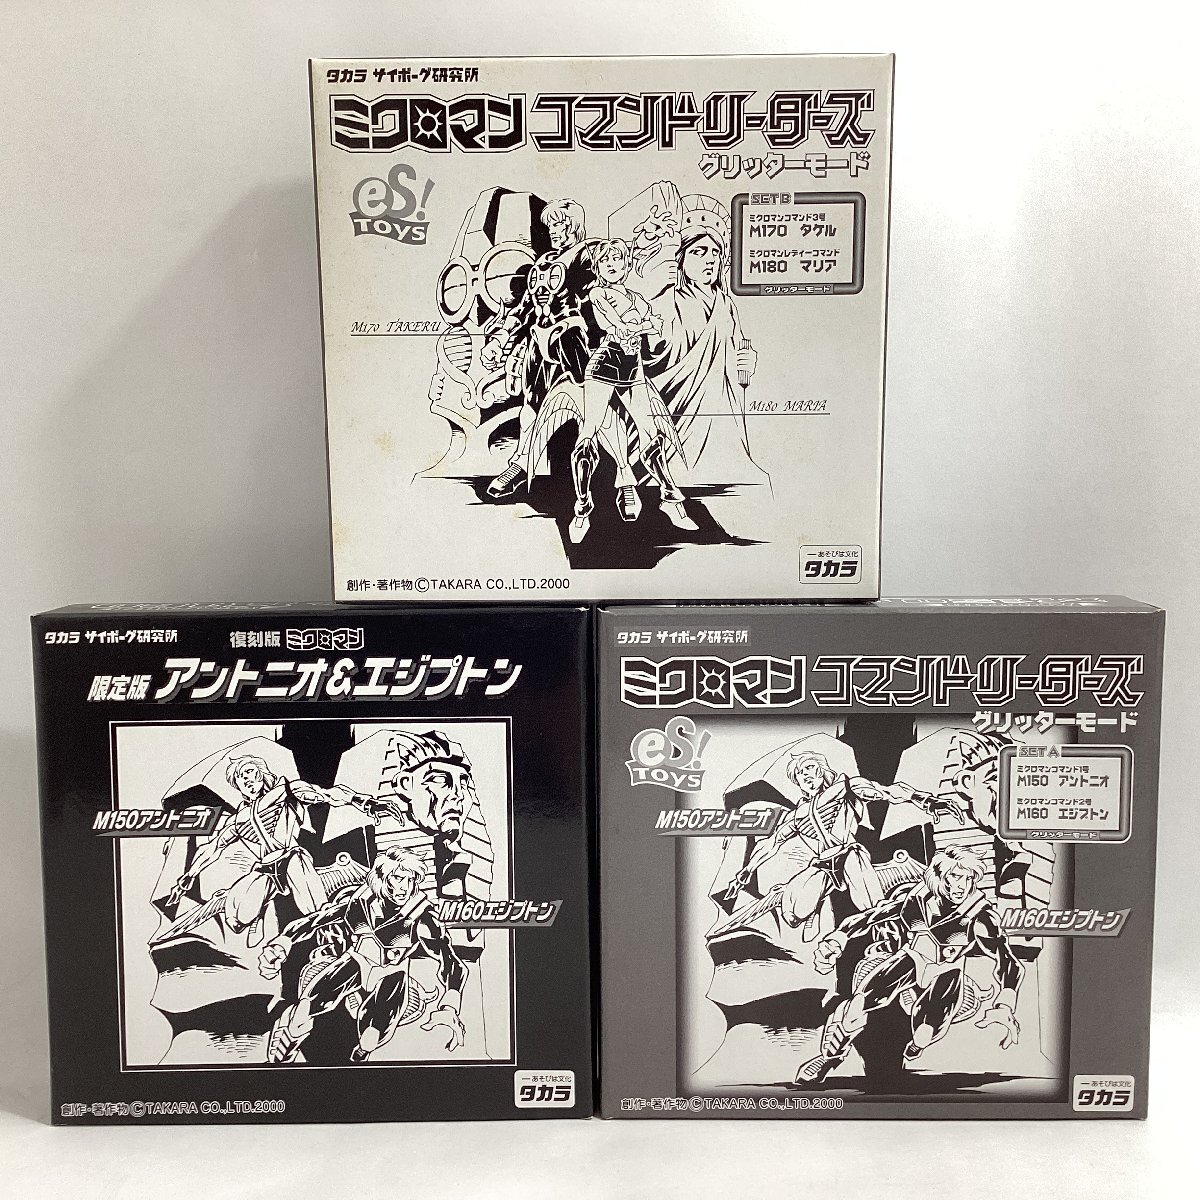 タカラ サイボーグ研究所
ミクロマン コマンドリーダーズ
グリッターモード
eS!
TOYS
SET B
ミクロマンコマンド3号
M170 タケル
ミクロマンレディーコマンド
M180 マリア
グリッターモード
M170 TAKERU
M180 MARIA
創作・著作物©TAKARA CO.,LTD.2000
ーあそびは文化
タカラ
タカラ サイボーグ研究所
復刻版 ミクロマン
限定版 アントニオ&エジプトン
M150アントニオ
M160エジプトン
創作・著作物©TAKARA CO.,LTD.2000
ーあそびは文化
タカラ
タカラ サイボーグ研究所
ミクロマン コマンドリーダーズ
グリッターモード
eS!
TOYS
SET A
ミクロマンコマンド1号
M150 アントニオ
ミクロマンコマンド2号
M160 エジプトン
グリッターモード
M150アントニオ
M160エジプトン
創作・著作物©TAKARA CO.,LTD.2000
ーあそびは文化
タカラ